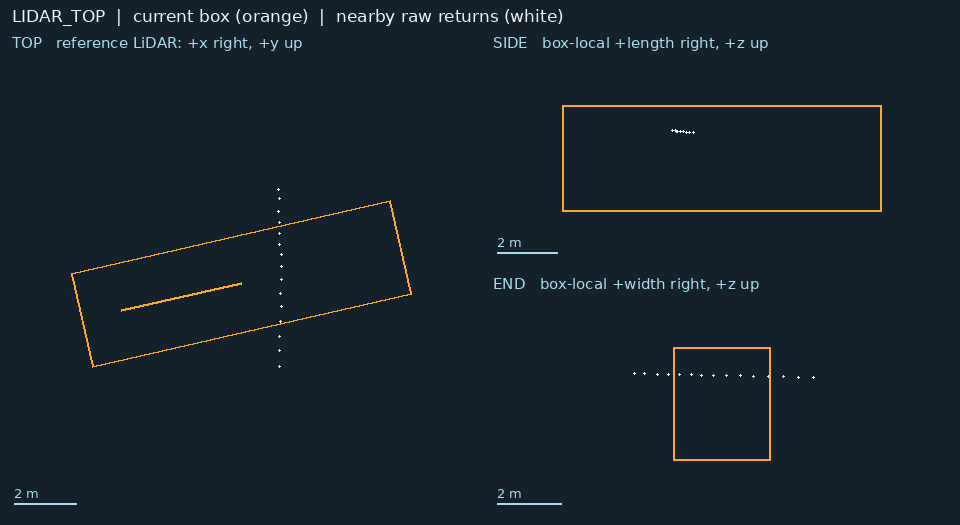 LIDAR_TOP | current box (orange) | nearby raw returns (white)
TOP reference LiDAR: +x right, +y up
SIDE box-local +length right, +z up
2 m
END box-local +width right, +z up
2 m
2 m